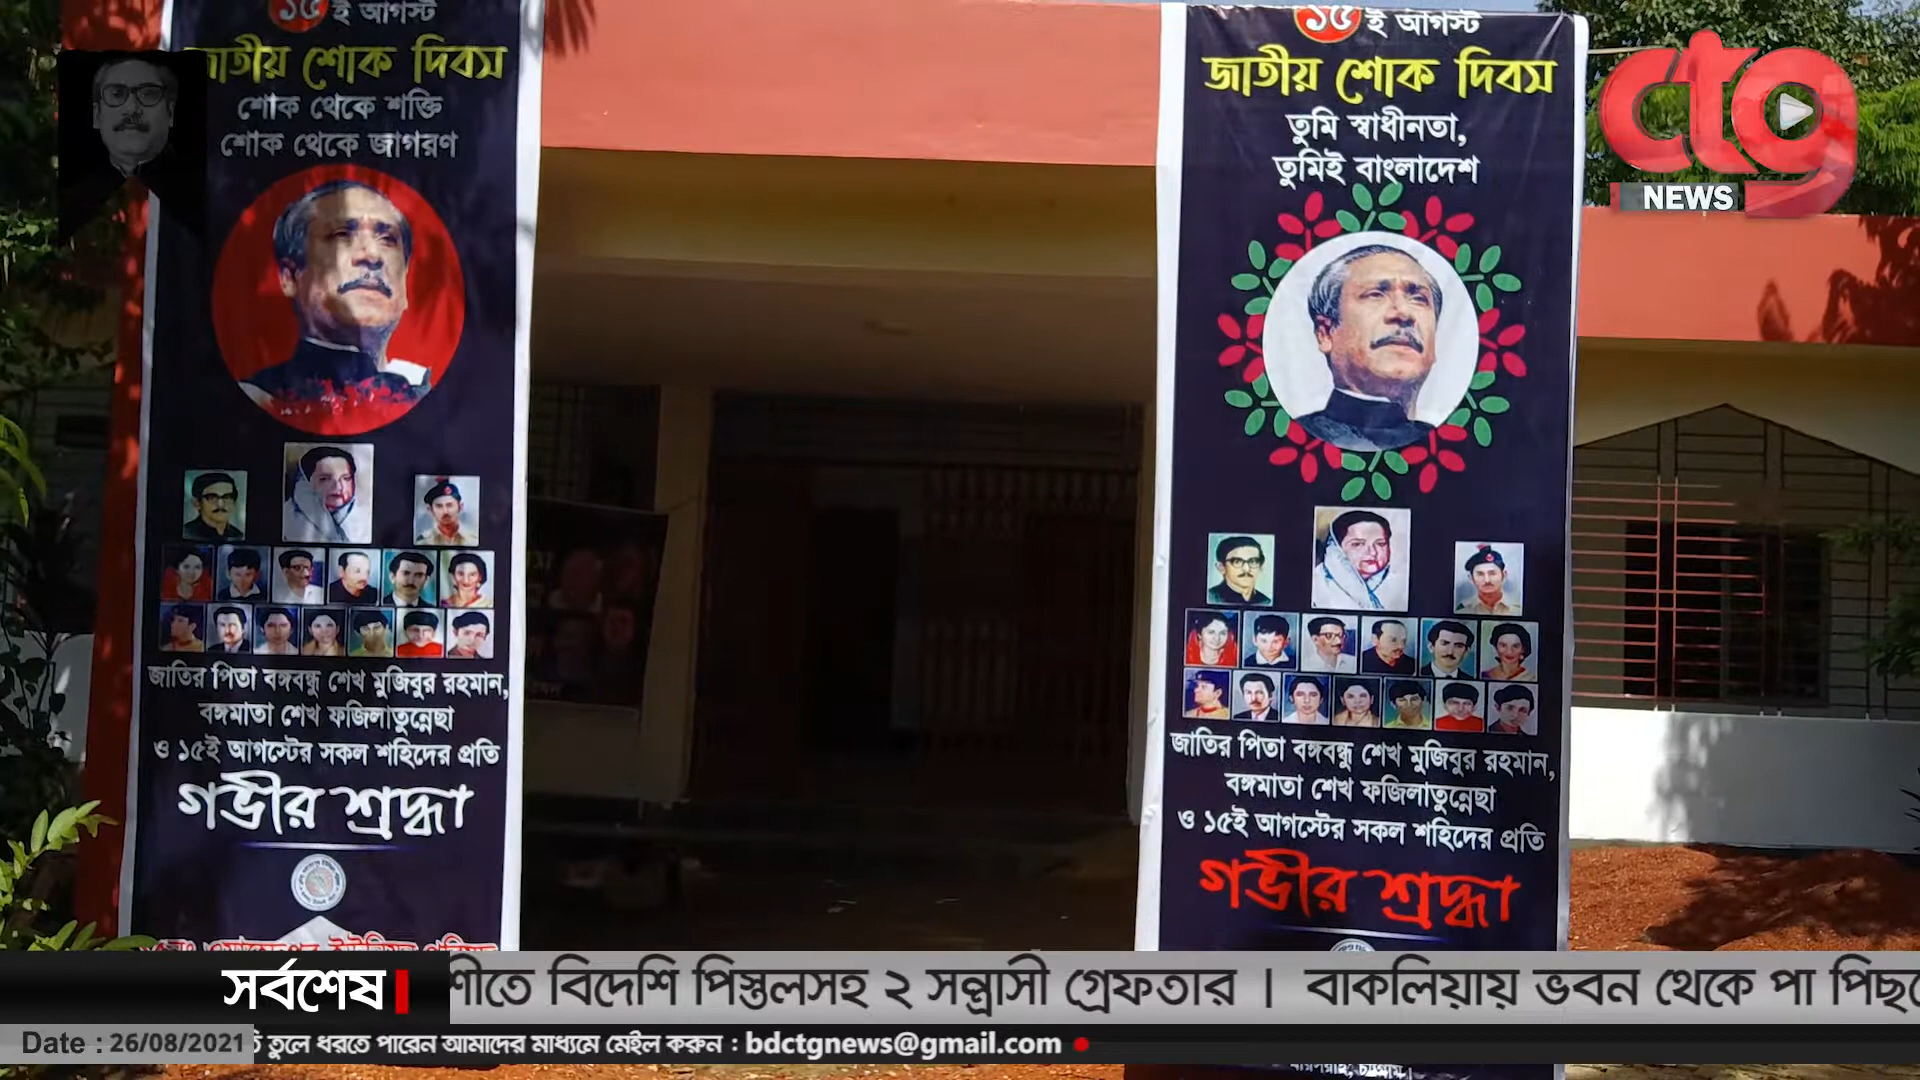 ১৫ই আগস্ট
জাতীয় শোক দিবস
শোক থেকে শক্তি
শোক থেকে জাগরণ
জাতির পিতা বঙ্গবন্ধু শেখ মুজিবুর রহমান,
বঙ্গমাতা শেখ ফজিলাতুন্নেছা
ও ১৫ই আগস্টের সকল শহিদের প্রতি
গভীর শ্রদ্ধা
১৫ই আগস্ট
জাতীয় শোক দিবস
তুমি স্বাধীনতা,
তুমিই বাংলাদেশ
জাতির পিতা বঙ্গবন্ধু শেখ মুজিবুর রহমান,
বঙ্গমাতা শেখ ফজিলাতুন্নেছা
ও ১৫ই আগস্টের সকল শহিদের প্রতি
গভীর শ্রদ্ধা
ctg
NEWS
সর্বশেষ
শীতে বিদেশি পিস্তলসহ ২ সন্ত্রাসী গ্রেফতার | বাকলিয়ায় ভবন থেকে পা পিছ
Date : 26/08/2021
তুলে ধরতে পারেন আমাদের মাধ্যমে মেইল করুন : bdctgnews@gmail.com